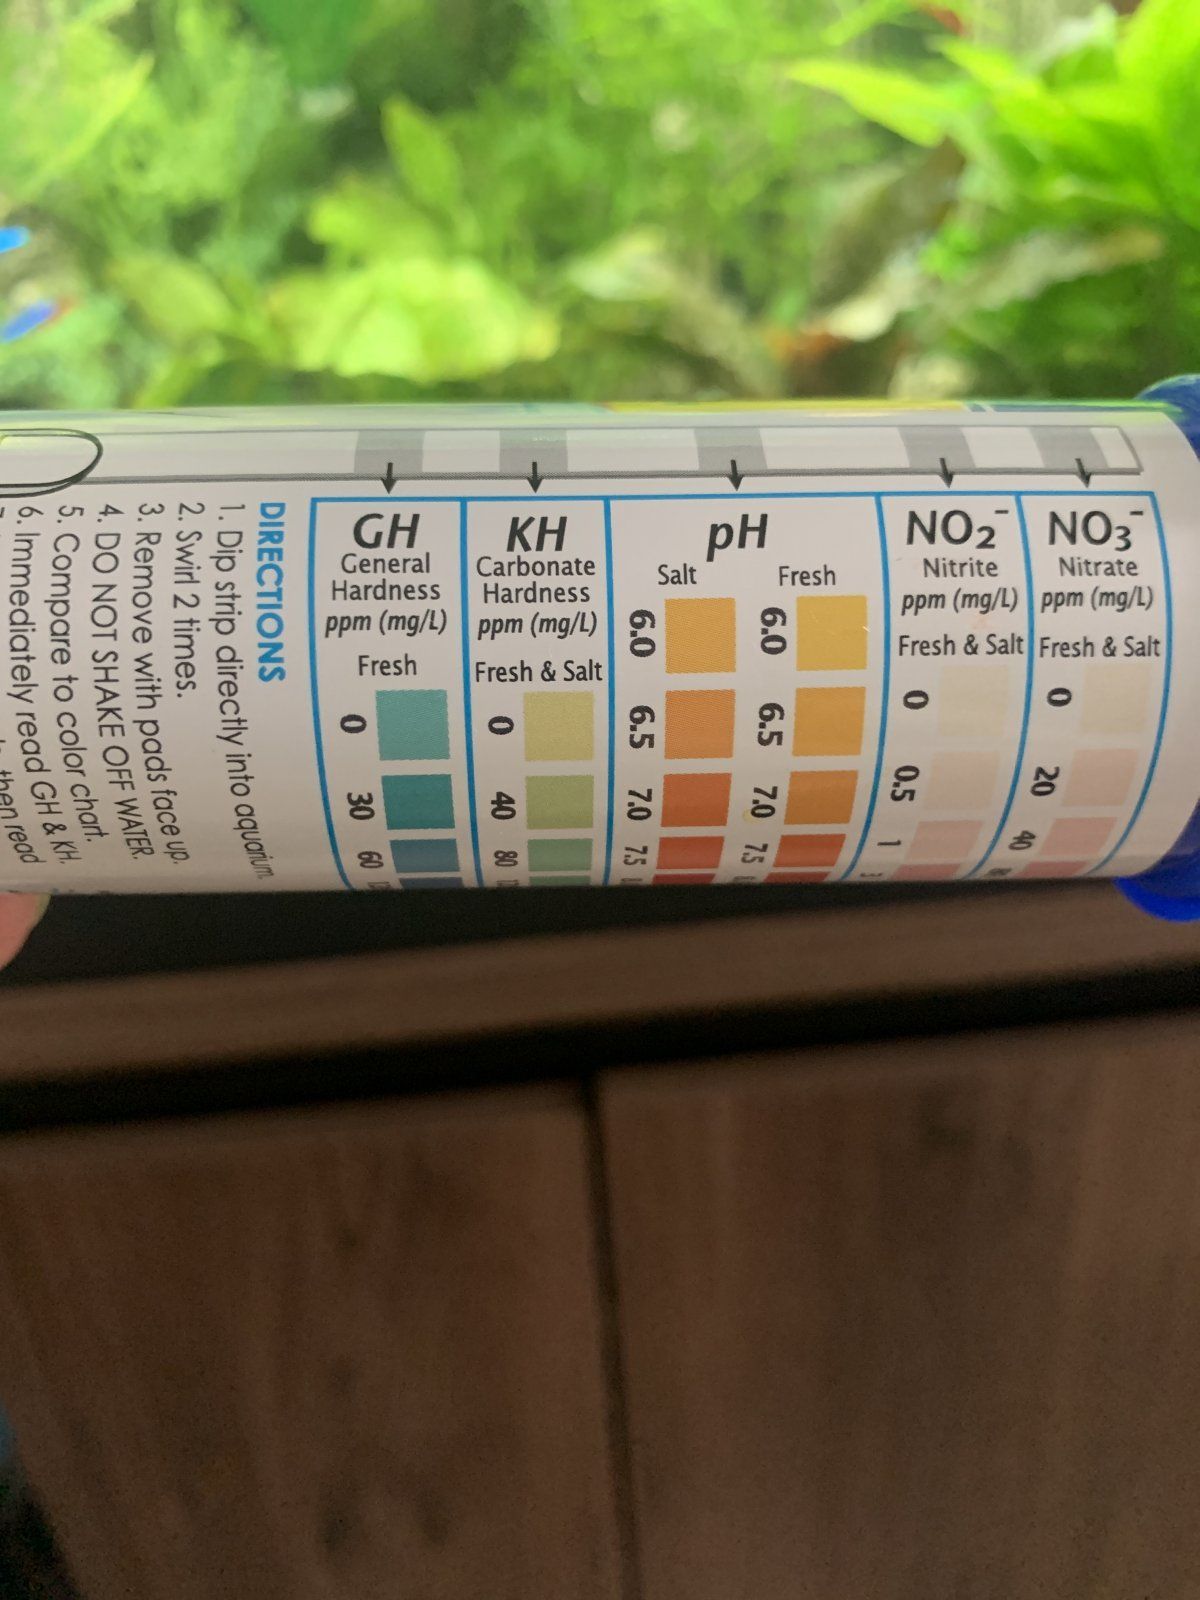 GH
General
Hardness
ppm (mg/L)
Fresh
0
30
60
KH
Carbonate
Hardness
ppm (mg/L)
Fresh & Salt
0
40
80
pH
Salt
6.0
6.5
7.0
7.5
Fresh
6.0
6.5
7.0
7.5
NO2-
Nitrite
ppm (mg/L)
Fresh & Salt
0
0.5
1
NO3-
Nitrate
ppm (mg/L)
Fresh & Salt
0
20
40
DIRECTIONS
1. Dip strip directly into aquarium.
2. Swirl 2 times.
3. Remove with pads face up.
4. DO NOT SHAKE OFF WATER.
5. Compare to color chart.
6. Immediately read GH & KH,
then read